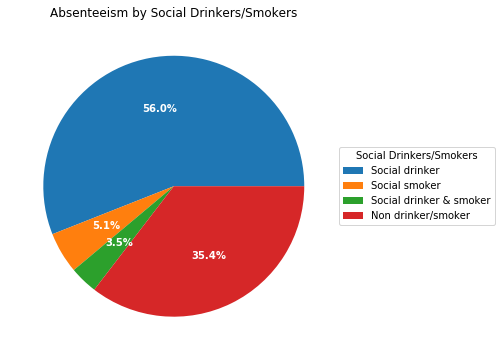 Absenteeism by Social Drinkers/Smokers
56.0%
5.1%
3.5%
35.4%
Social Drinkers/Smokers
Social drinker
Social smoker
Social drinker & smoker
Non drinker/smoker